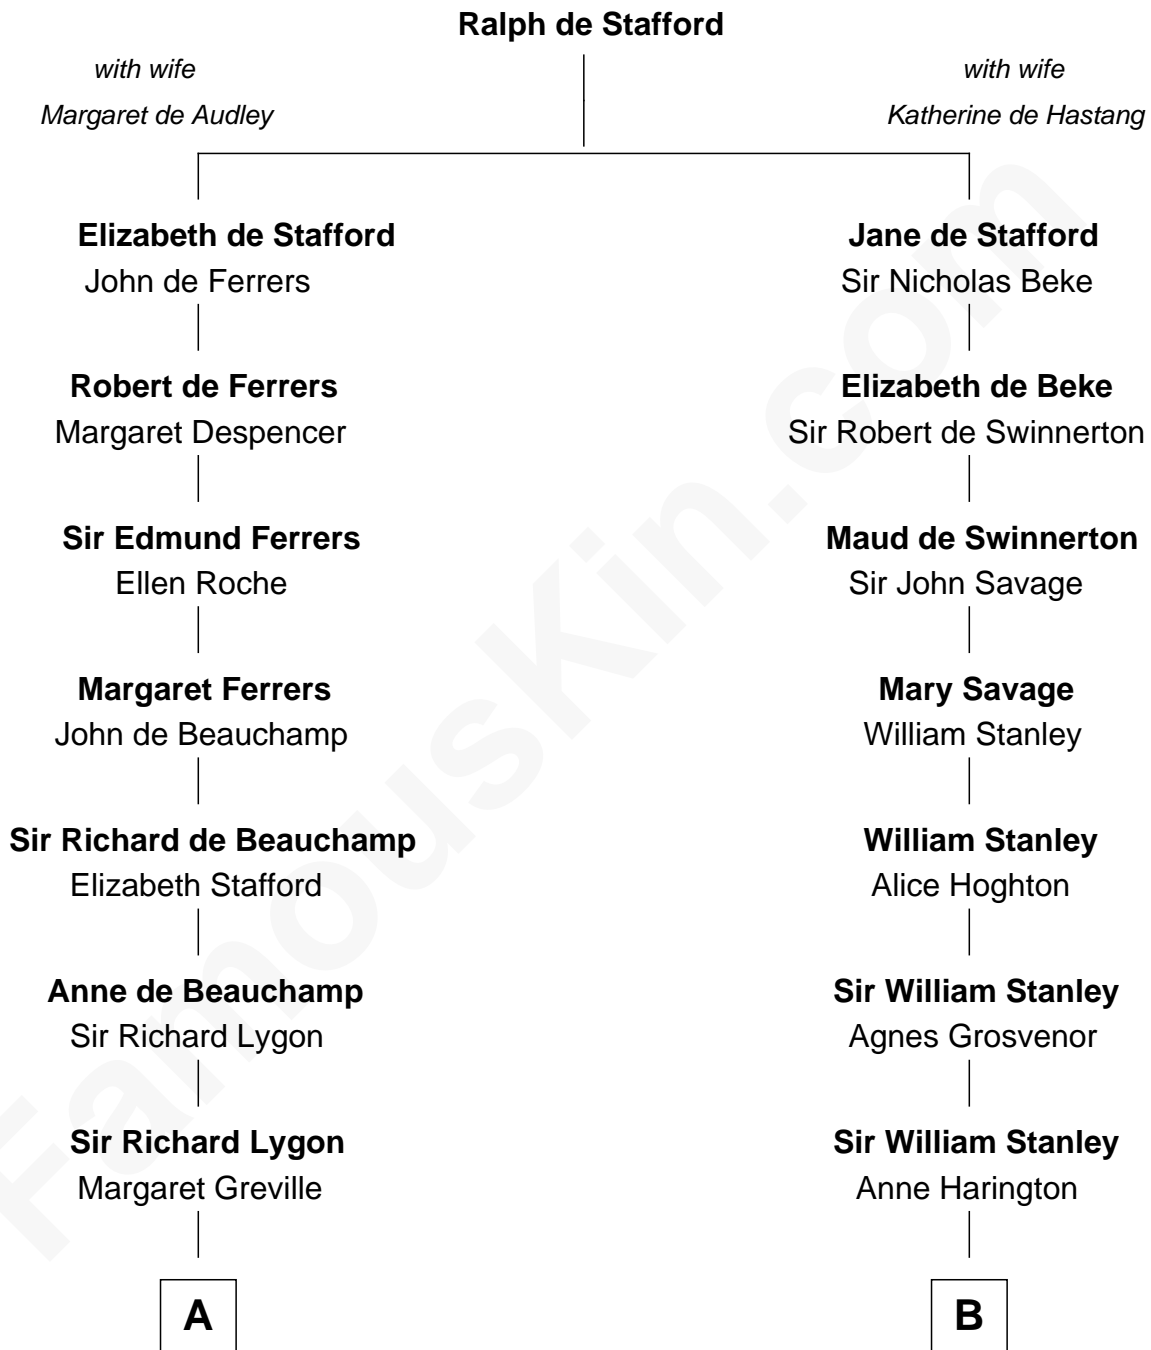 Ralph de Stafford
with wife
Margaret de Audley
with wife
Katherine de Hastang
Elizabeth de Stafford
John de Ferrers
Robert de Ferrers
Margaret Despencer
Sir Edmund Ferrers
Ellen Roche
Margaret Ferrers
John de Beauchamp
Sir Richard de Beauchamp
Elizabeth Stafford
Anne de Beauchamp
Sir Richard Lygon
Sir Richard Lygon
Margaret Greville
A
Jane de Stafford
Sir Nicholas Beke
Elizabeth de Beke
Sir Robert de Swinnerton
Maud de Swinnerton
Sir John Savage
Mary Savage
William Stanley
William Stanley
Alice Hoghton
Sir William Stanley
Agnes Grosvenor
Sir William Stanley
Anne Harington
B
FamousKin.com